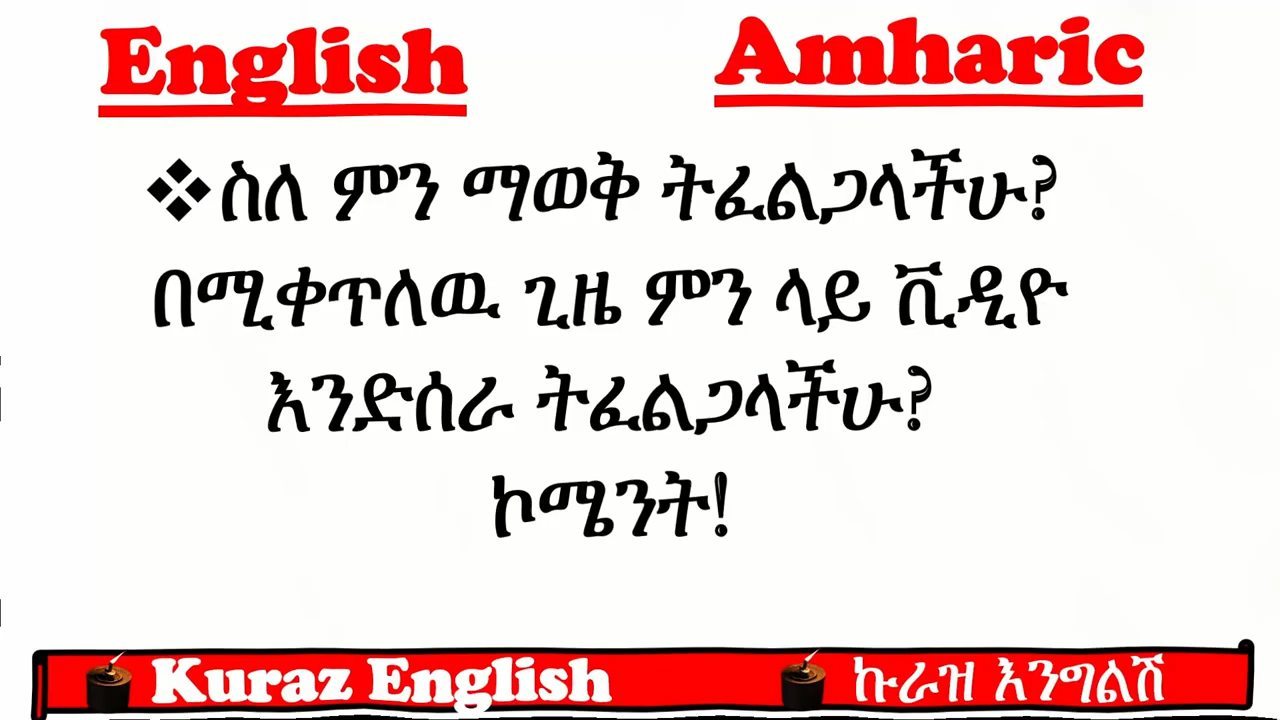 English Amharic
❖ስለ ምን ማወቅ ትፈልጋላችሁ?
በሚቀጥለዉ ጊዜ ምን ላይ ቪዲዮ
እንድሰራ ትፈልጋላችሁ?
ኮሜንት!
Kuraz English ኩራዝ እንግልሽ